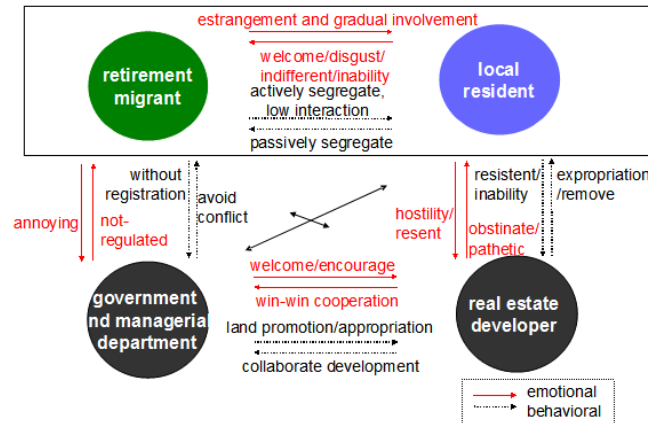 estrangement and gradual involvement
retirement
migrant
welcome/disgust/
indifferent/inability
actively segregate,
low interaction
passively segregate
local
resident
annoying
not-
regulated
without
registration
avoid
conflict
hostility/
resent
obstinate/
pathetic
resistent/
inability
expropriation
/remove
government
nd managerial
department
welcome/encourage
win-win cooperation
land promotion/appropriation
collaborate development
real estate
developer
emotional
behavioral